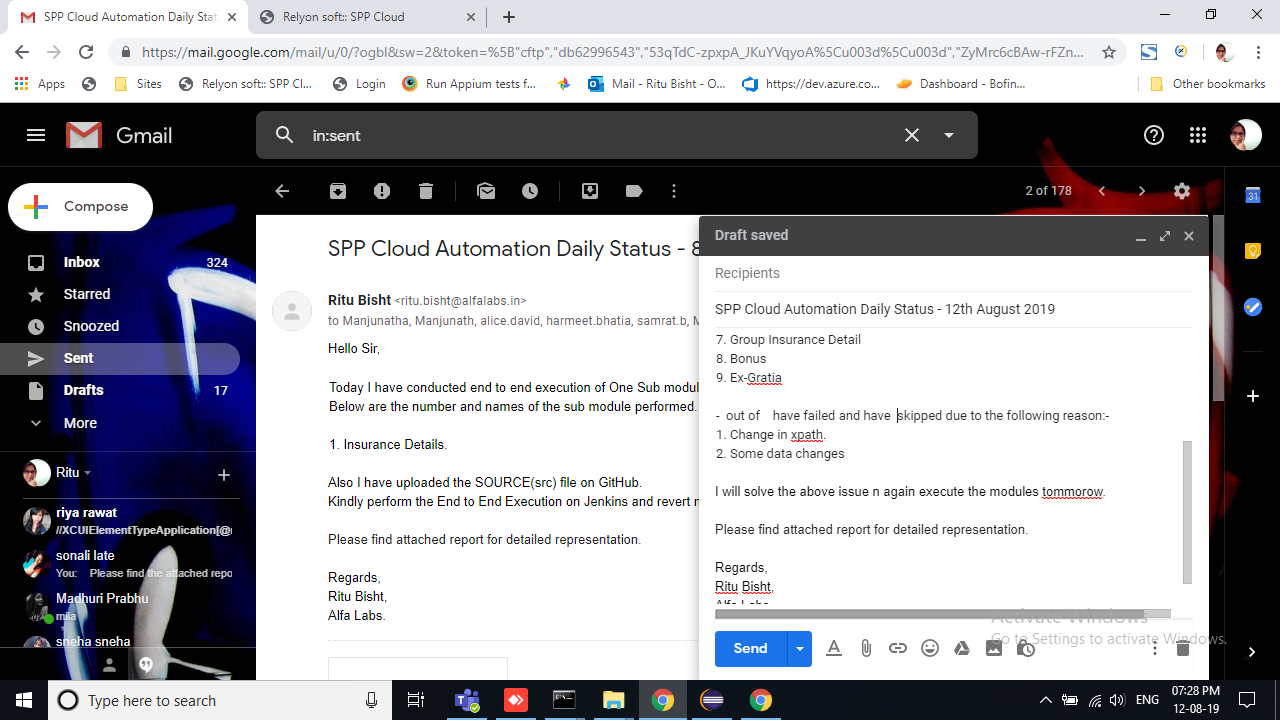 SPP Cloud Automation Daily Stat
Relyon soft:: SPP Cloud
https://mail.google.com/mail/u/0/?ogbl&sw=2&token=%5B"cftp","db62996543","53qTdC-zpxpA_JKuYVqyoA%5Cu003d%5Cu003d","ZyMrc6cBAw-rFZn...
Apps
Sites
Relyon soft:: SPP Cl...
Login
Run Appium tests f...
Mail - Ritu Bisht - O...
https://dev.azure.co...
Dashboard - Bofin...
Other bookmarks
Gmail
in:sent
Compose
2 of 178
Inbox 324
Starred
Snoozed
Sent
Drafts 17
More
Ritu
riya rawat
//XCUIElementTypeApplication[@
sonali late
You: Please find the attached repo
Madhuri Prabhu
mila
sneha sneha
31
SPP Cloud Automation Daily Status - 8
Ritu Bisht <ritu.bisht@alfalabs.in>
to Manjunatha, Manjunath, alice.david, harmeet.bhatia, samrat.b, M
Hello Sir,
Today I have conducted end to end execution of One Sub modul
Below are the number and names of the sub module performed.
1. Insurance Details.
Also I have uploaded the SOURCE(src) file on GitHub.
Kindly perform the End to End Execution on Jenkins and revert n
Please find attached report for detailed representation.
Regards,
Ritu Bisht,
Alfa Labs.
Draft saved
Recipients
SPP Cloud Automation Daily Status - 12th August 2019
7. Group Insurance Detail
8. Bonus
9. Ex-Gratia
- out of have failed and have skipped due to the following reason:-
1. Change in xpath.
2. Some data changes
I will solve the above issue n again execute the modules tommorow.
Please find attached report for detailed representation.
Regards,
Ritu Bisht,
Alfa Labs
Activate Windows
Go to Settings to activate Windows.
Send
Type here to search
ENG
07:28 PM
12-08-19